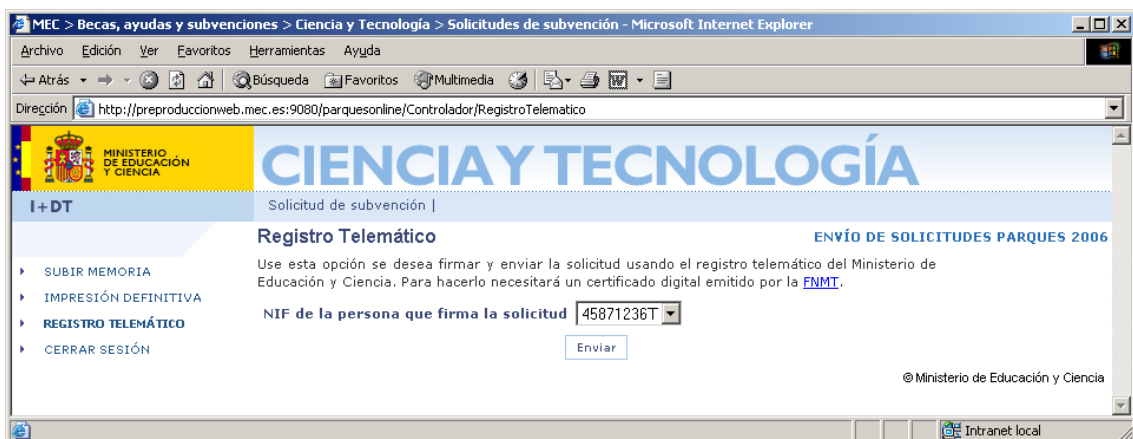 MEC > Becas, ayudas y subvenciones > Ciencia y Tecnología > Solicitudes de subvención - Microsoft Internet Explorer
Archivo Edición Ver Favoritos Herramientas Ayuda
Atrás Búsqueda Favoritos Multimedia
Dirección http://preproduccionweb.mec.es:9080/parquesonline/Controlador/RegistroTelematico
MINISTERIO
DE EDUCACIÓN
Y CIENCIA
CIENCIA Y TECNOLOGÍA
I+DT
Solicitud de subvención |
Registro Telemático
ENVÍO DE SOLICITUDES PARQUES 2006
SUBIR MEMORIA
IMPRESIÓN DEFINITIVA
REGISTRO TELEMÁTICO
CERRAR SESIÓN
Use esta opción se desea firmar y enviar la solicitud usando el registro telemático del Ministerio de
Educación y Ciencia. Para hacerlo necesitará un certificado digital emitido por la FNMT.
NIF de la persona que firma la solicitud 45871236T
Enviar
© Ministerio de Educación y Ciencia
Intranet local